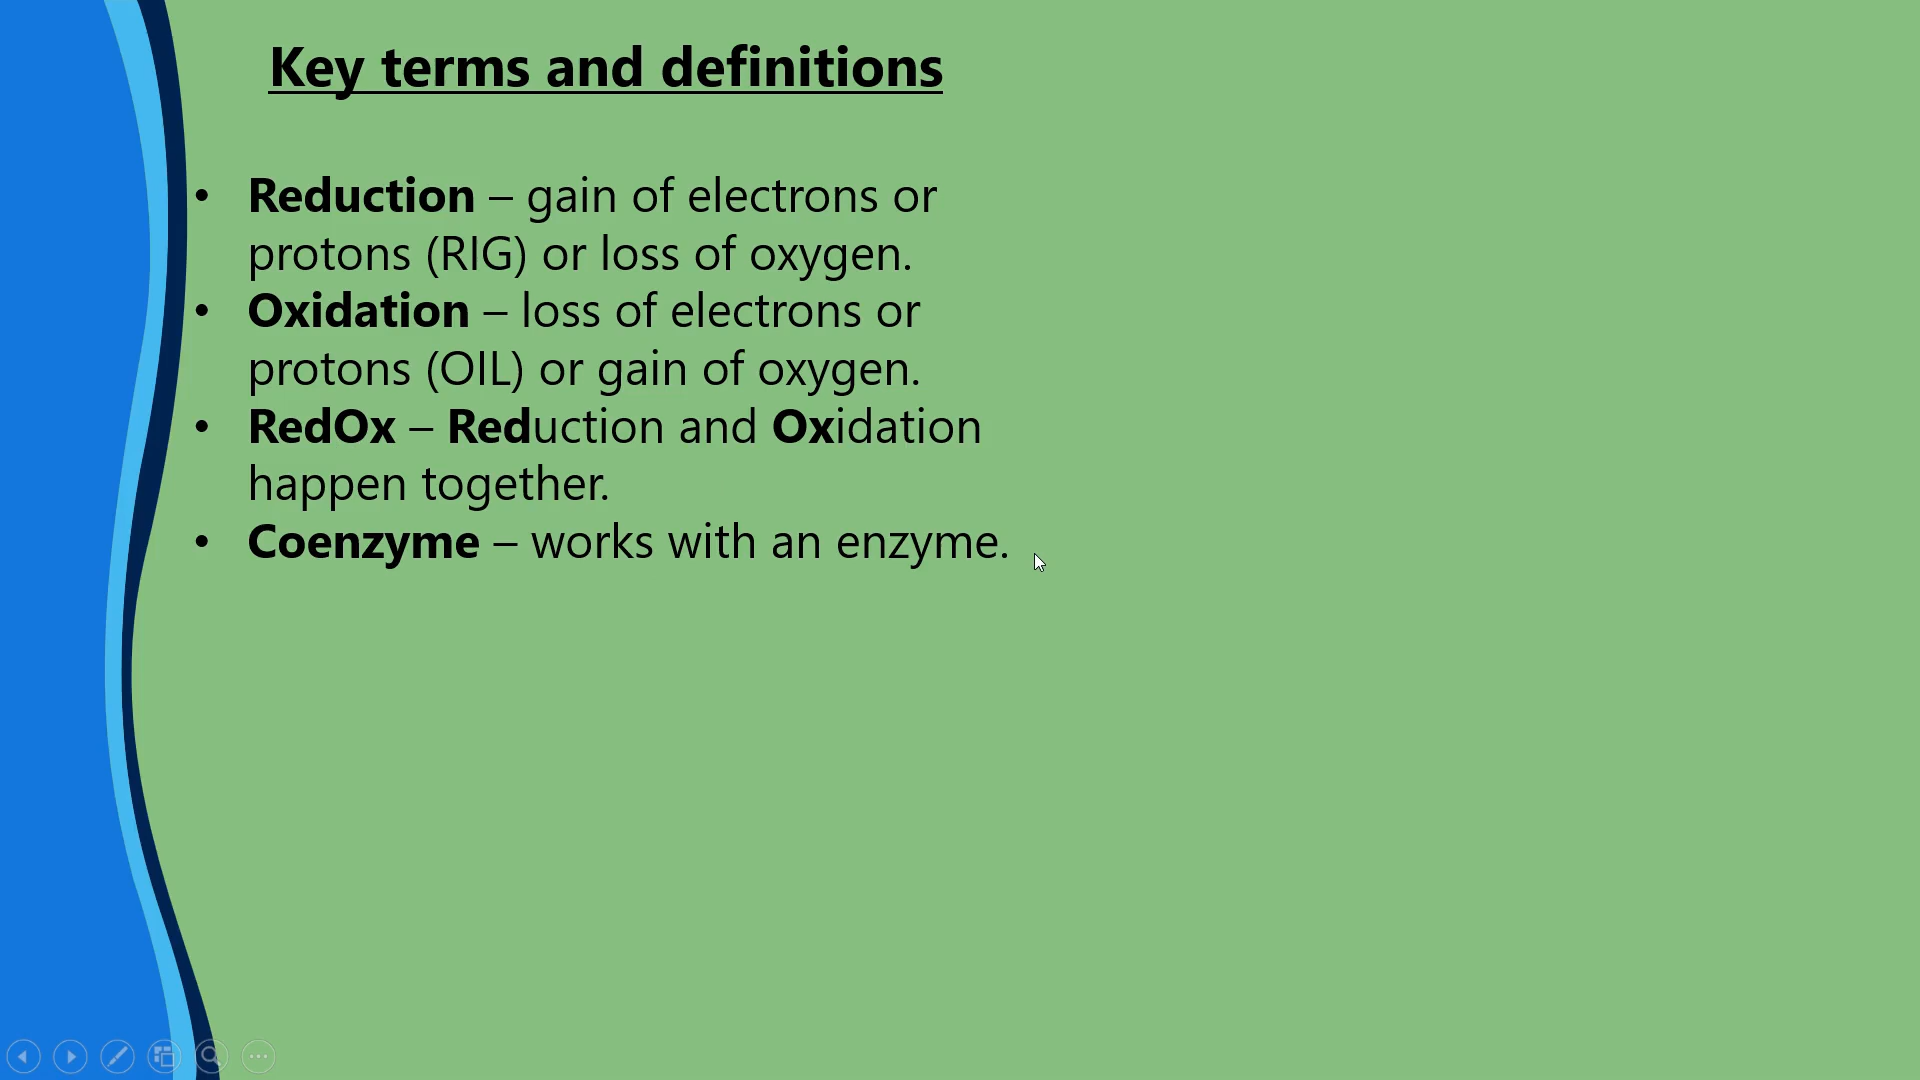 Key terms and definitions
• Reduction – gain of electrons or
protons (RIG) or loss of oxygen.
• Oxidation – loss of electrons or
protons (OIL) or gain of oxygen.
• RedOx – Reduction and Oxidation
happen together.
• Coenzyme – works with an enzyme.